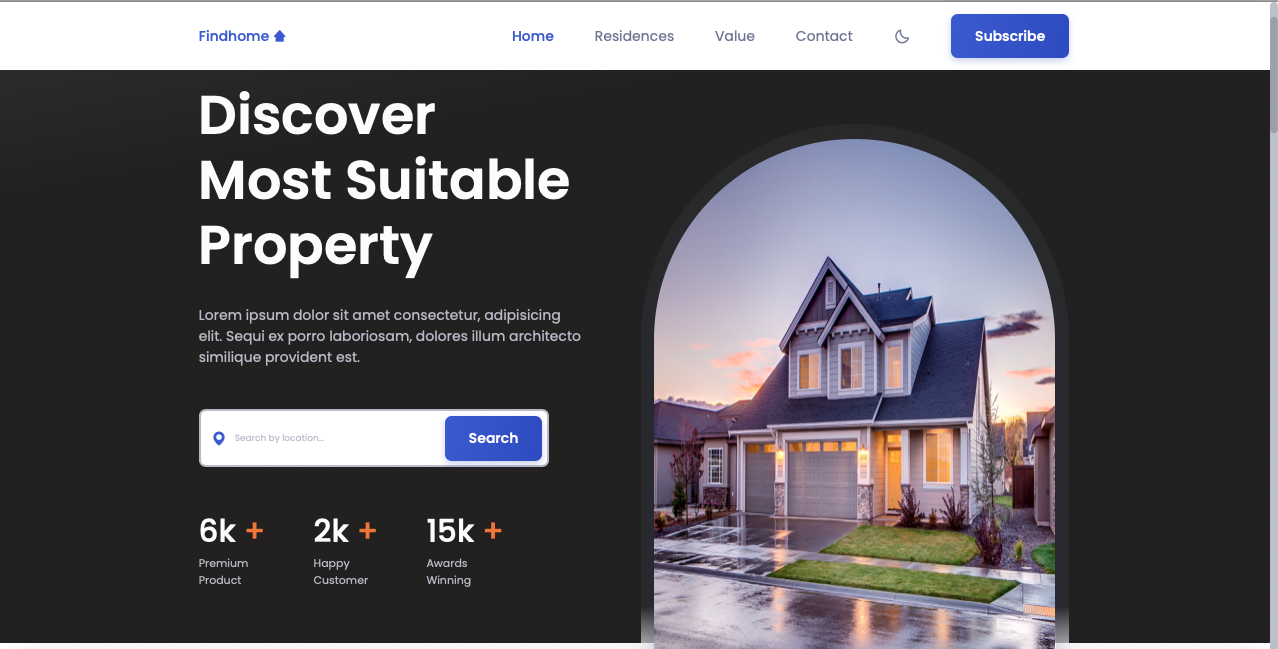 Findhome
Home
Residences
Value
Contact
Subscribe
Discover
Most Suitable
Property
Lorem ipsum dolor sit amet consectetur, adipisicing
elit. Sequi ex porro laboriosam, dolores illum architecto
similique provident est.
Search by location...
Search
6k +
Premium
Product
2k +
Happy
Customer
15k +
Awards
Winning